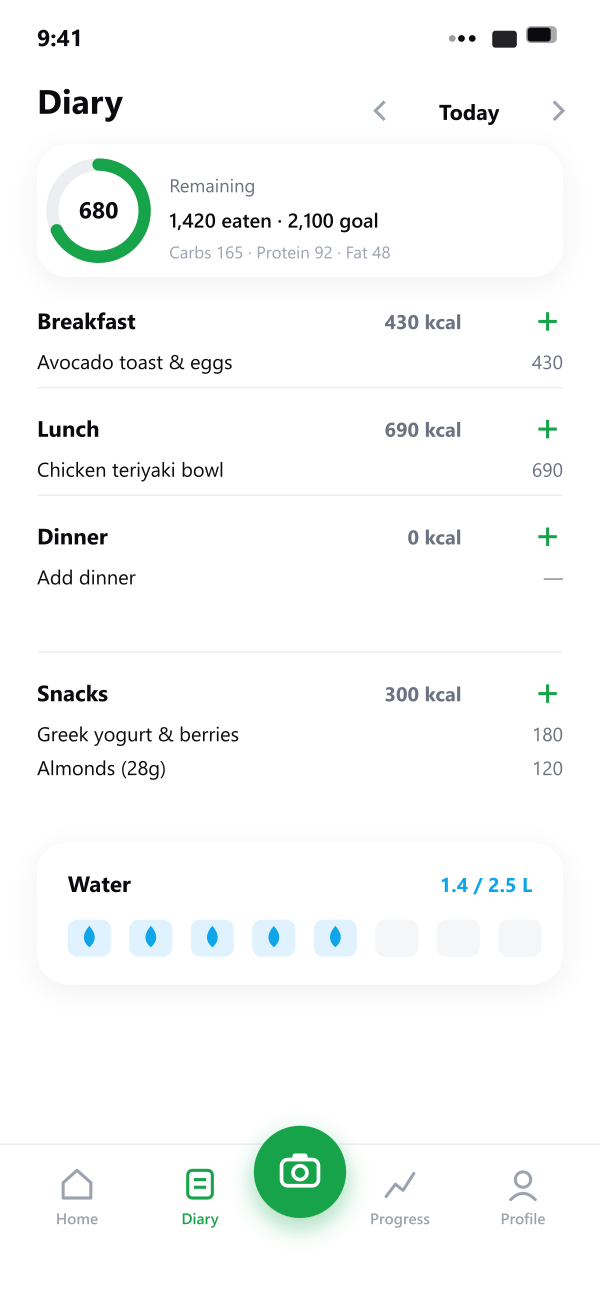 9:41
Diary
Today
680
Remaining
1,420 eaten · 2,100 goal
Carbs 165 · Protein 92 · Fat 48
Breakfast 430 kcal +
Avocado toast & eggs 430
Lunch 690 kcal +
Chicken teriyaki bowl 690
Dinner 0 kcal +
Add dinner —
Snacks 300 kcal +
Greek yogurt & berries 180
Almonds (28g) 120
Water 1.4 / 2.5 L
Home Diary Progress Profile